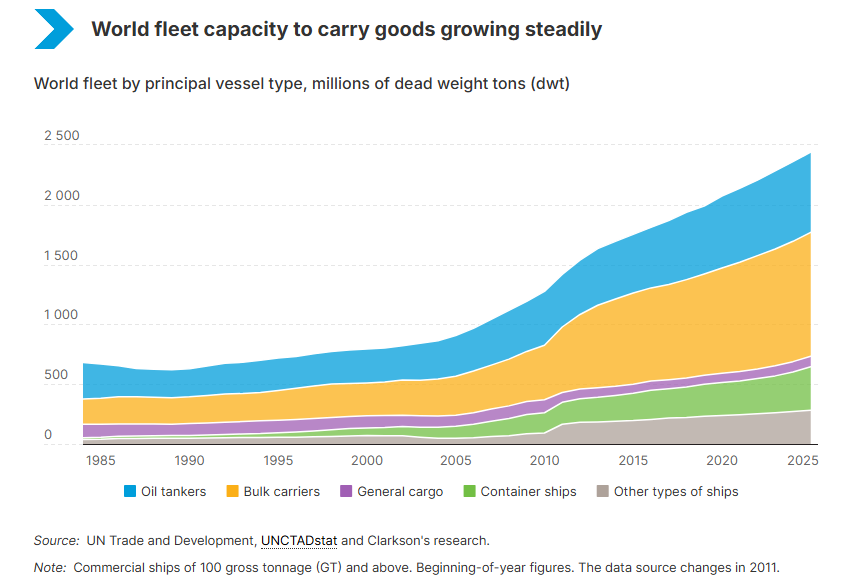 World fleet capacity to carry goods growing steadily
World fleet by principal vessel type, millions of dead weight tons (dwt)
2 500
2 000
1 500
1 000
500
0
1985 1990 1995 2000 2005 2010 2015 2020 2025
Oil tankers Bulk carriers General cargo Container ships Other types of ships
Source: UN Trade and Development, UNCTADstat and Clarkson's research.
Note: Commercial ships of 100 gross tonnage (GT) and above. Beginning-of-year figures. The data source changes in 2011.